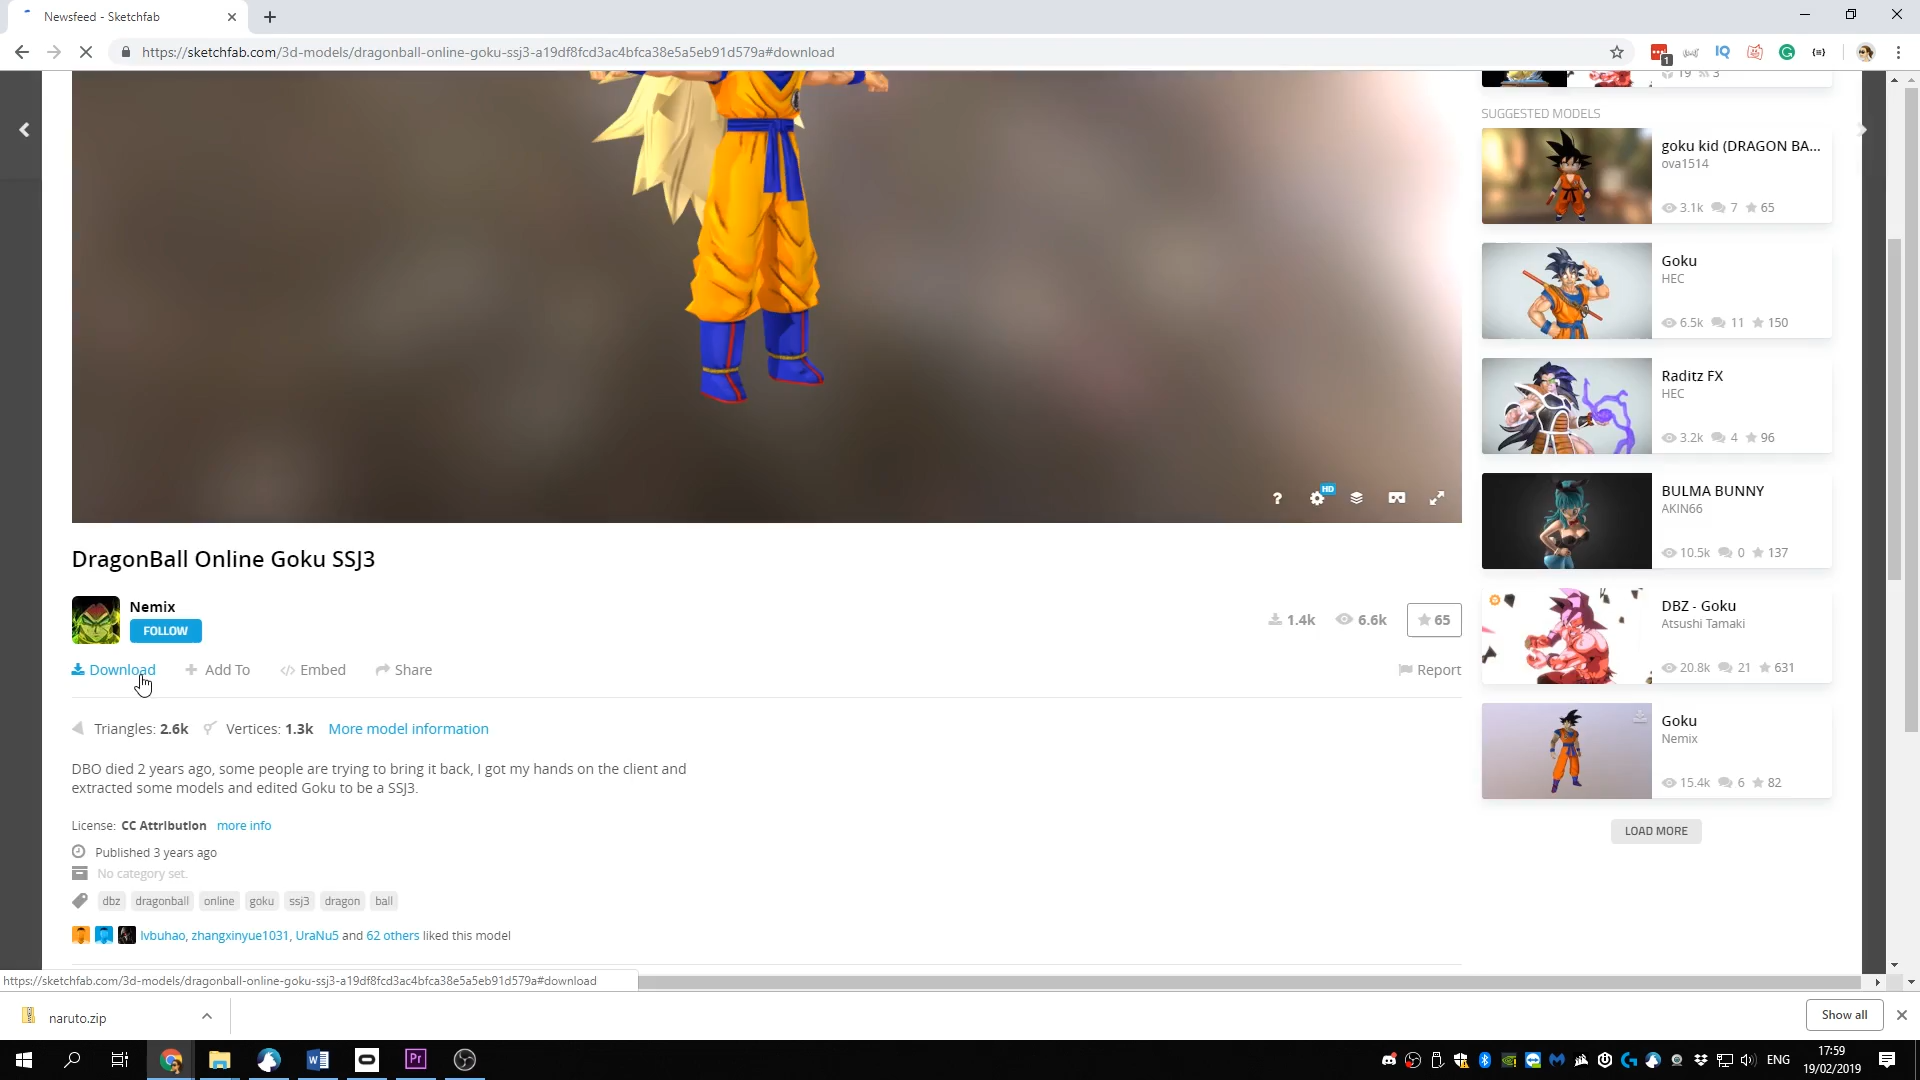 Newsfeed - Sketchfab
https://sketchfab.com/3d-models/dragonball-online-goku-ssj3-a19df8fcd3ac4bfca38e5a5eb91d579a#download
1
19 3
SUGGESTED MODELS
goku kid (DRAGON BA...
ova1514
3.1k 7 65
Goku
HEC
6.5k 11 150
Raditz FX
HEC
3.2k 4 96
BULMA BUNNY
AKIN66
10.5k 0 137
DBZ - Goku
Atsushi Tamaki
20.8k 21 631
Goku
Nemix
15.4k 6 82
LOAD MORE
? HD
DragonBall Online Goku SSJ3
Nemix
FOLLOW
1.4k 6.6k 65
Download Add To Embed Share Report
Triangles: 2.6k Vertices: 1.3k More model information
DBO died 2 years ago, some people are trying to bring it back, I got my hands on the client and
extracted some models and edited Goku to be a SSJ3.
License: CC Attribution more info
Published 3 years ago
No category set.
dbz dragonball online goku ssj3 dragon ball
lvbuhao, zhangxinyue1031, UraNu5 and 62 others liked this model
https://sketchfab.com/3d-models/dragonball-online-goku-ssj3-a19df8fcd3ac4bfca38e5a5eb91d579a#download
naruto.zip
Show all
Pr
ENG
17:59
19/02/2019